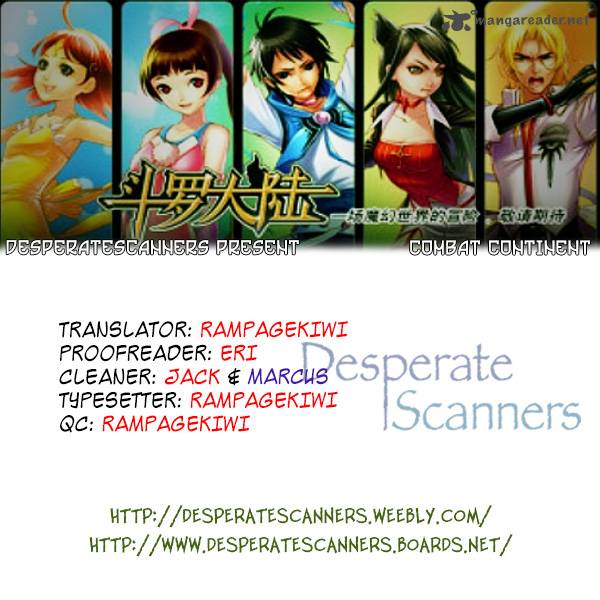 mangareader.net
斗罗大陆
一场魔幻世界的冒险 敬请期待
DESPERATESCANNERS PRESENT COMBAT CONTINENT
TRANSLATOR: RAMPAGEKIWI
PROOFREADER: ERI
CLEANER: JACK & MARCUS
TYPESETTER: RAMPAGEKIWI
QC: RAMPAGEKIWI
Desperate
Scanners
HTTP://DESPERATESCANNERS.WEEBLY.COM/
HTTP://WWW.DESPERATESCANNERS.BOARDS.NET/